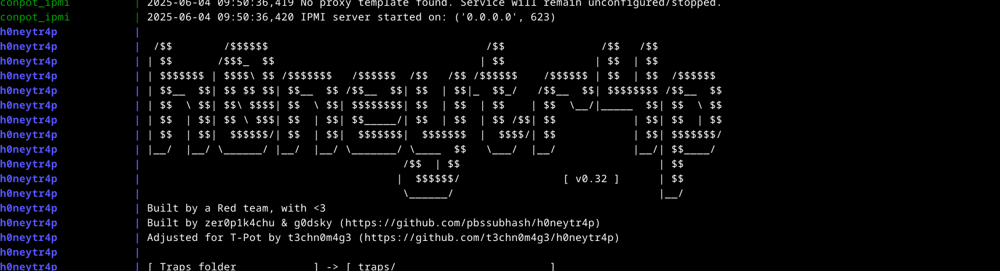 conpot_ipmi           | 2025-06-04 09:50:36,419 No proxy template found. Service will remain unconfigured/stopped.
conpot_ipmi           | 2025-06-04 09:50:36,420 IPMI server started on: ('0.0.0.0', 623)
h0neytr4p             |
h0neytr4p             |  /$$        /$$$$$$                                  /$$               /$$   /$$
h0neytr4p             | | $$       /$$$_  $$                                | $$              | $$  | $$
h0neytr4p             | | $$$$$$$ | $$$$\ $$ /$$$$$$$   /$$$$$$  /$$   /$$ /$$$$$$    /$$$$$$ | $$  | $$  /$$$$$$
h0neytr4p             | | $$__  $$| $$ $$ $$| $$__  $$ /$$__  $$| $$  | $$|_  $$_/   /$$__  $$| $$$$$$$$ /$$__  $$
h0neytr4p             | | $$  \ $$| $$\ $$$$| $$  \ $$| $$$$$$$$| $$  | $$  | $$    | $$  \__/|_____  $$| $$  \ $$
h0neytr4p             | | $$  | $$| $$ \ $$$| $$  | $$| $$_____/| $$  | $$  | $$ /$$| $$            | $$| $$  | $$
h0neytr4p             | | $$  | $$|  $$$$$$/| $$  | $$|  $$$$$$$|  $$$$$$$  |  $$$$/| $$            | $$| $$$$$$$/
h0neytr4p             | |__/  |__/ \______/ |__/  |__/ \_______/ \____  $$   \___/  |__/            |__/| $$____/
h0neytr4p             |                                         /$$  | $$                               | $$
h0neytr4p             |                                        |  $$$$$$/                [ v0.32 ]      | $$
h0neytr4p             |                                         \______/                                |__/
h0neytr4p             | Built by a Red team, with <3
h0neytr4p             | Built by zer0p1k4chu & g0dsky (https://github.com/pbssubhash/h0neytr4p)
h0neytr4p             | Adjusted for T-Pot by t3chn0m4g3 (https://github.com/t3chn0m4g3/h0neytr4p)
h0neytr4p             |
h0neytr4p             | [ Traps folder            ] -> [ traps/                        ]